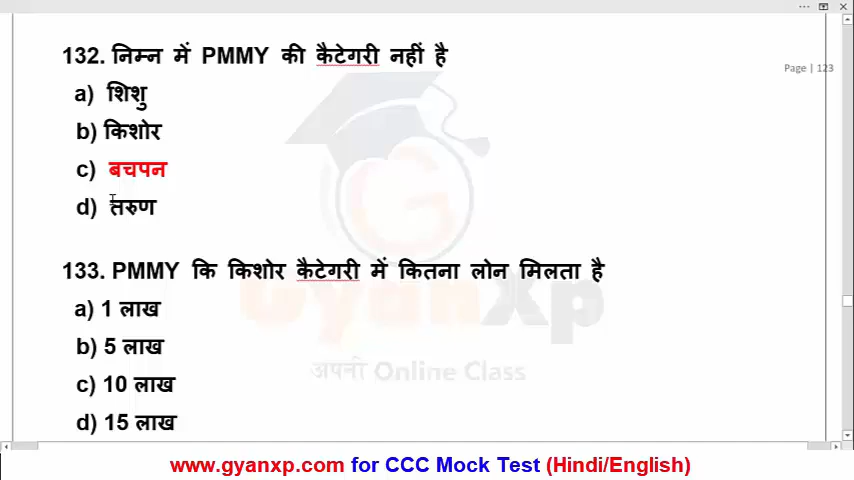 132. निम्न में PMMY की कैटेगरी नहीं है
Page | 123
a) शिशु
b) किशोर
c) बचपन
d) तरुण
133. PMMY कि किशोर कैटेगरी में कितना लोन मिलता है
a) 1 लाख
GyanXp
b) 5 लाख
अपनी Online Class
c) 10 लाख
d) 15 लाख
www.gyanxp.com for CCC Mock Test (Hindi/English)